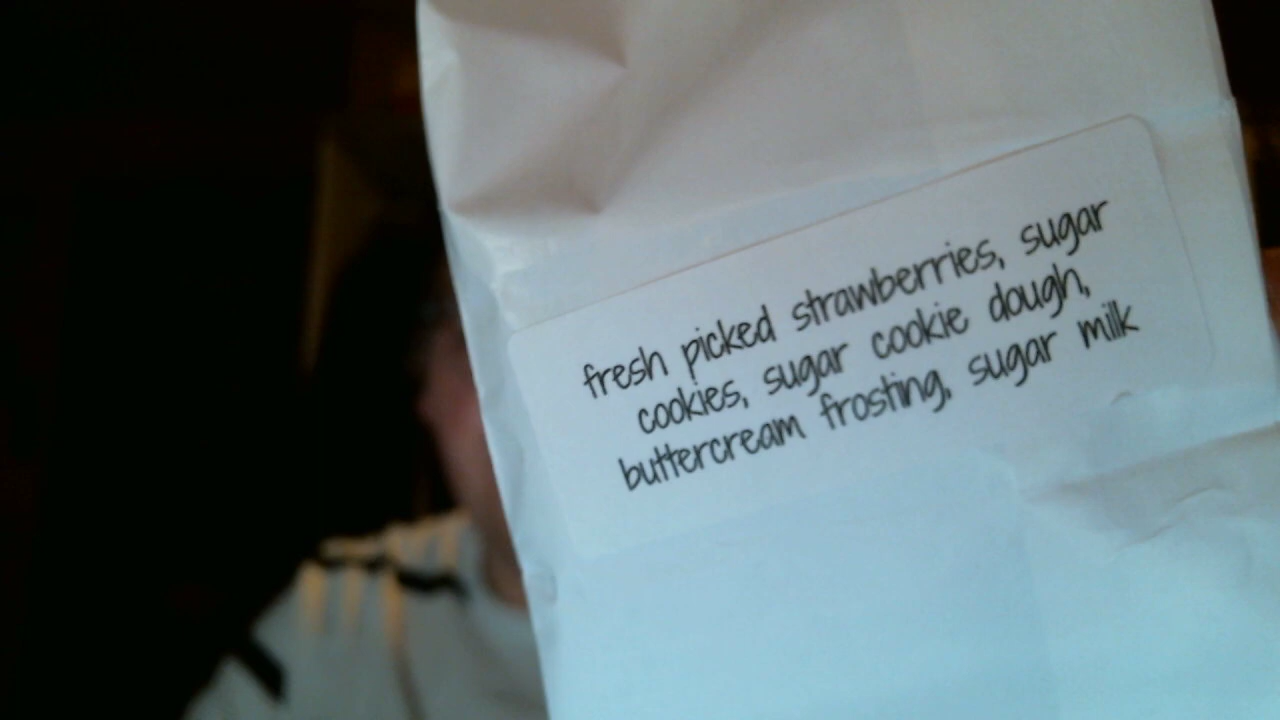 fresh picked strawberries, sugar
cookies, sugar cookie dough,
buttercream frosting, sugar milk